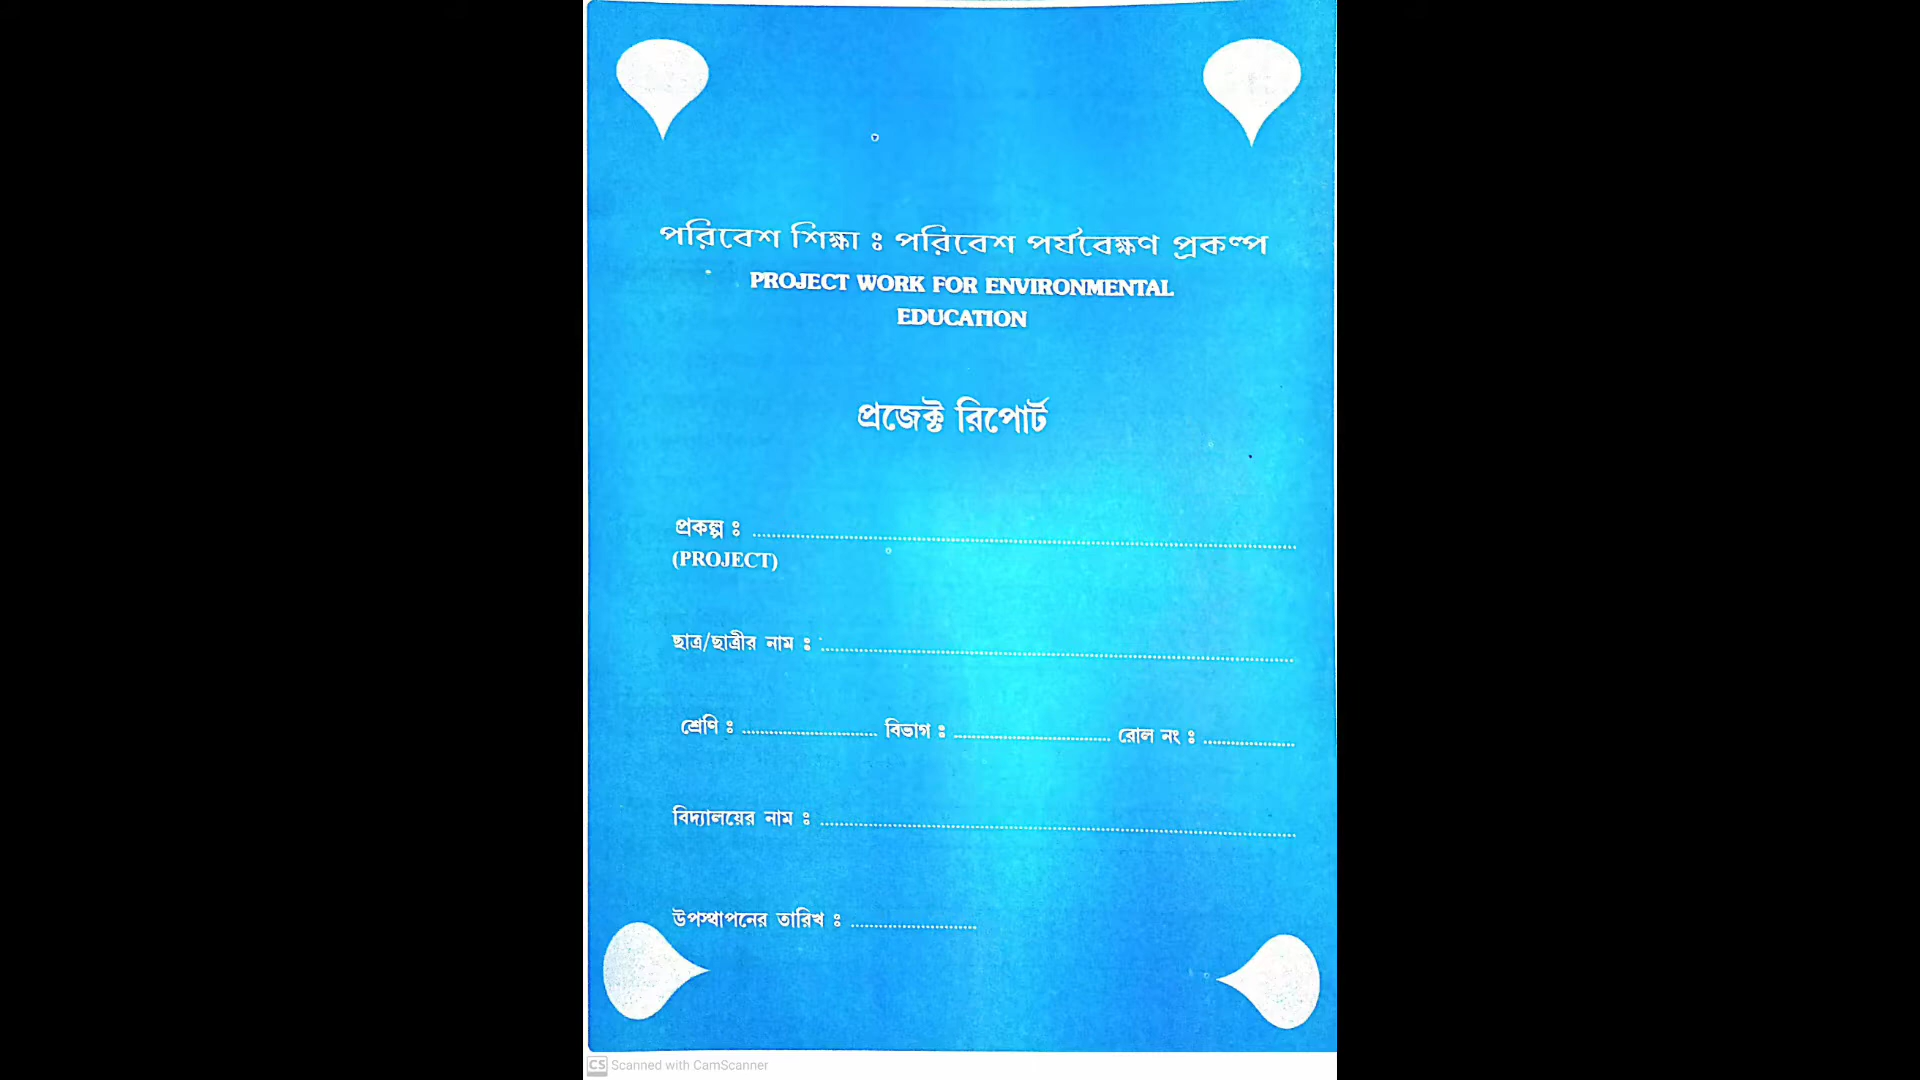 পরিবেশ শিক্ষা ঃ পরিবেশ পর্যবেক্ষণ প্রকল্প
PROJECT WORK FOR ENVIRONMENTAL
EDUCATION
প্রজেক্ট রিপোর্ট
প্রকল্প ঃ ........................................
(PROJECT)
ছাত্র/ছাত্রীর নাম ঃ ........................................
শ্রেণি ঃ .................... বিভাগ ঃ .................... রোল নং ঃ ....................
বিদ্যালয়ের নাম ঃ ........................................
উপস্থাপনের তারিখ ঃ ....................
CS Scanned with CamScanner